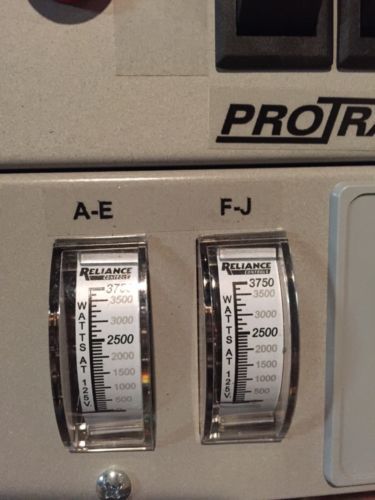 PROTRA
A-E
F-J
RELIANCE
CONTROLS
3750
3500
3000
2500
2000
1500
1000
500
WATTS AT 125V.
RELIANCE
CONTROLS
3750
3500
3000
2500
2000
1500
1000
500
WATTS AT 125V.